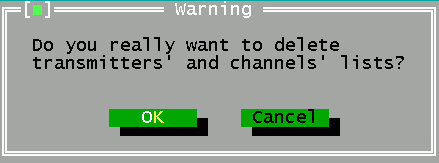 [■] Warning
Do you really want to delete
transmitters' and channels' lists?
OK Cancel